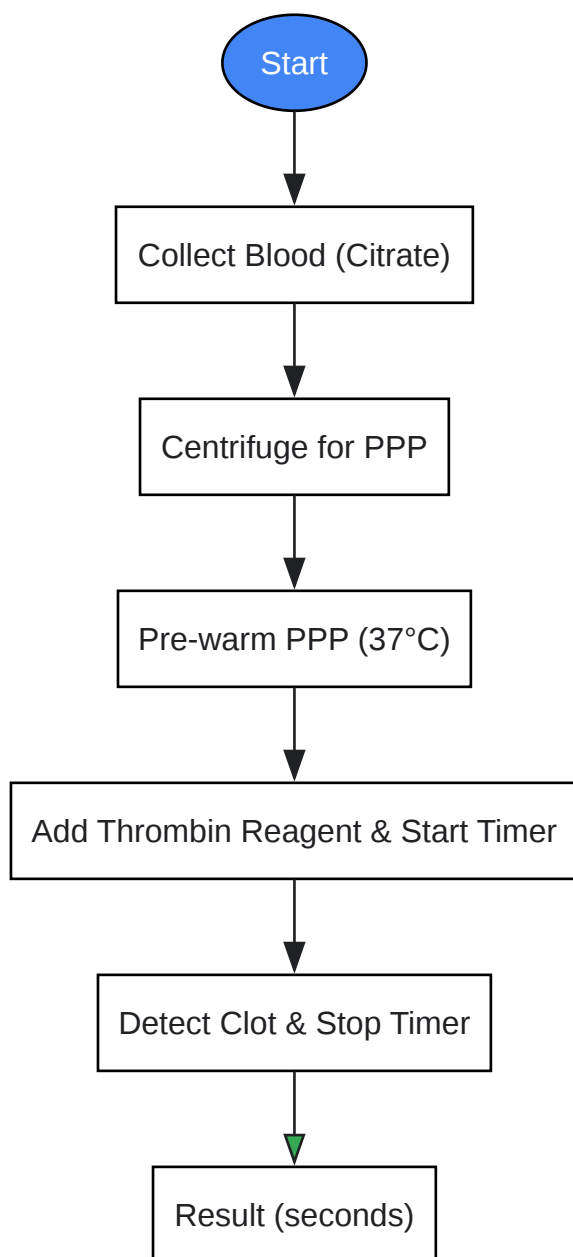 Start
Collect Blood (Citrate)
Centrifuge for PPP
Pre-warm PPP (37°C)
Add Thrombin Reagent & Start Timer
Detect Clot & Stop Timer
Result (seconds)